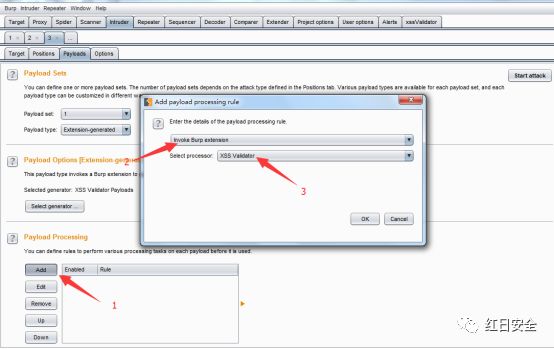 Burp Intruder Repeater Window Help
Target Proxy Spider Scanner Intruder Repeater Sequencer Decoder Comparer Extender Project options User options Alerts xssValidator
1 × 2 × 3 × ...
Target Positions Payloads Options
? Payload Sets
Start attack
You can define one or more payload sets. The number of payload sets depends on the attack type defined in the Positions tab. Various payload types are available for each payload set, and each
payload type can be customized in different w
Payload set: 1
Payload type: Extension-generated
Add payload processing rule
? Enter the details of the payload processing rule.
Invoke Burp extension
2
Select processor: XSS Validator
3
OK Cancel
? Payload Options [Extension-gene
This payload type invokes a Burp extension to
Selected generator: XSS Validator Payloads
Select generator ...
? Payload Processing
You can define rules to perform various processing tasks on each payload before it is used.
Add Enabled Rule
Edit
1
Remove
Up
Down
红日安全